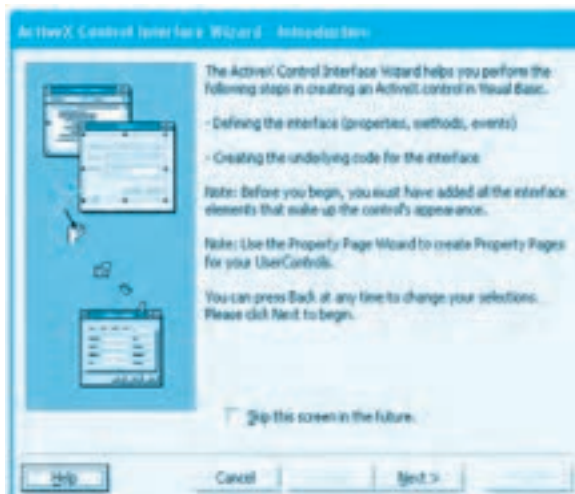 ActiveX Control Interface Wizard - Introduction
The ActiveX Control Interface Wizard helps you perform the
following steps in creating an ActiveX control in Visual Basic.
- Defining the interface (properties, methods, events)
- Creating the underlying code for the interface
Note: Before you begin, you must have added all the interface
elements that make up the control's appearance.
Note: Use the Property Page Wizard to create Property Pages
for your UserControls.
You can press Back at any time to change your selections.
Please click Next to begin.
Skip this screen in the future.
Help
Cancel
Next >